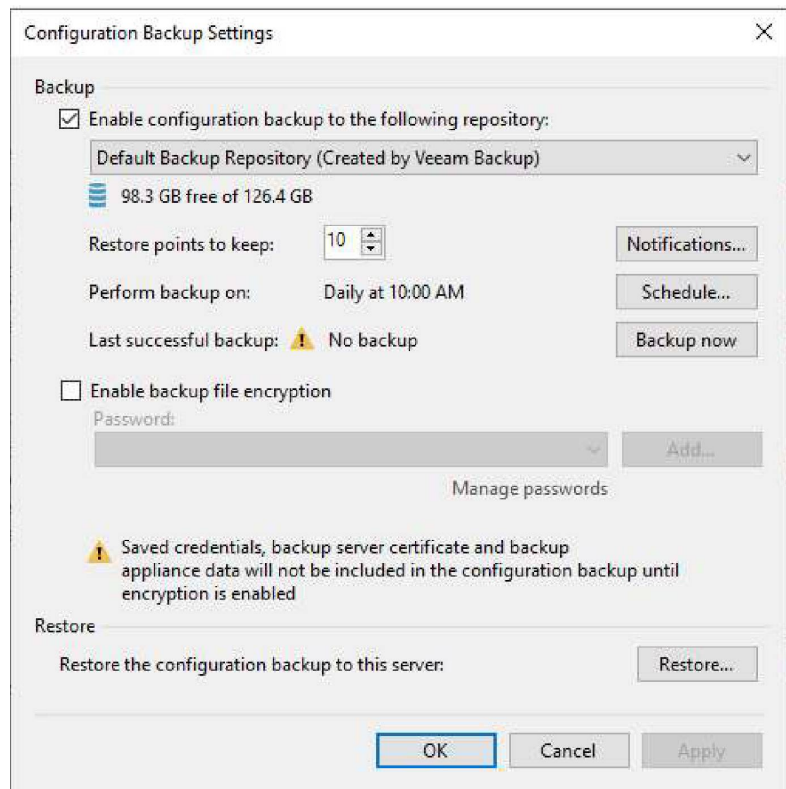 Configuration Backup Settings
Backup
Enable configuration backup to the following repository:
Default Backup Repository (Created by Veeam Backup)
98.3 GB free of 126.4 GB
Restore points to keep: 10 Notifications...
Perform backup on: Daily at 10:00 AM Schedule...
Last successful backup: No backup Backup now
Enable backup file encryption
Password:
Add...
Manage passwords
Saved credentials, backup server certificate and backup
appliance data will not be included in the configuration backup until
encryption is enabled
Restore
Restore the configuration backup to this server: Restore...
OK Cancel Apply